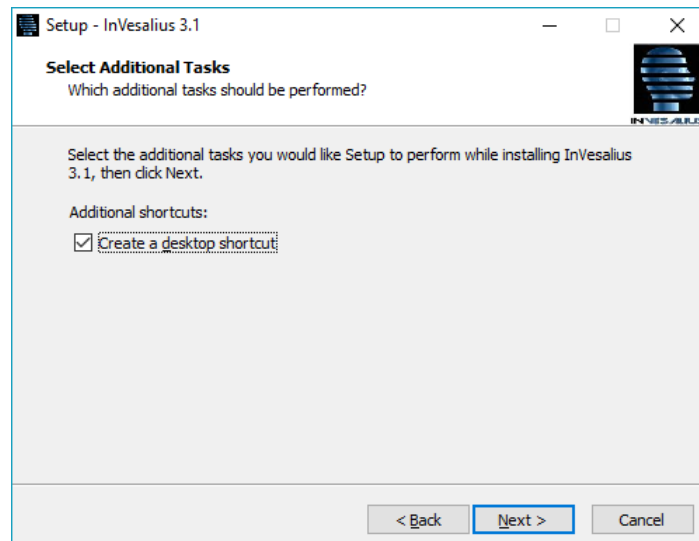 Setup - InVesalius 3.1
Select Additional Tasks
Which additional tasks should be performed?
INVESALIUS
Select the additional tasks you would like Setup to perform while installing InVesalius
3.1, then click Next.
Additional shortcuts:
Create a desktop shortcut
< Back
Next >
Cancel